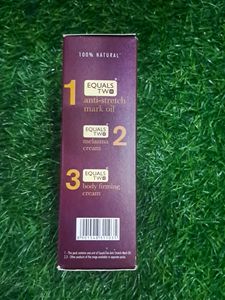 100% NATURAL*
1
EQUALS
TWO
anti-stretch
mark oil
EQUALS
TWO
2
melasma
cream
3
EQUALS
TWO
body firming
cream